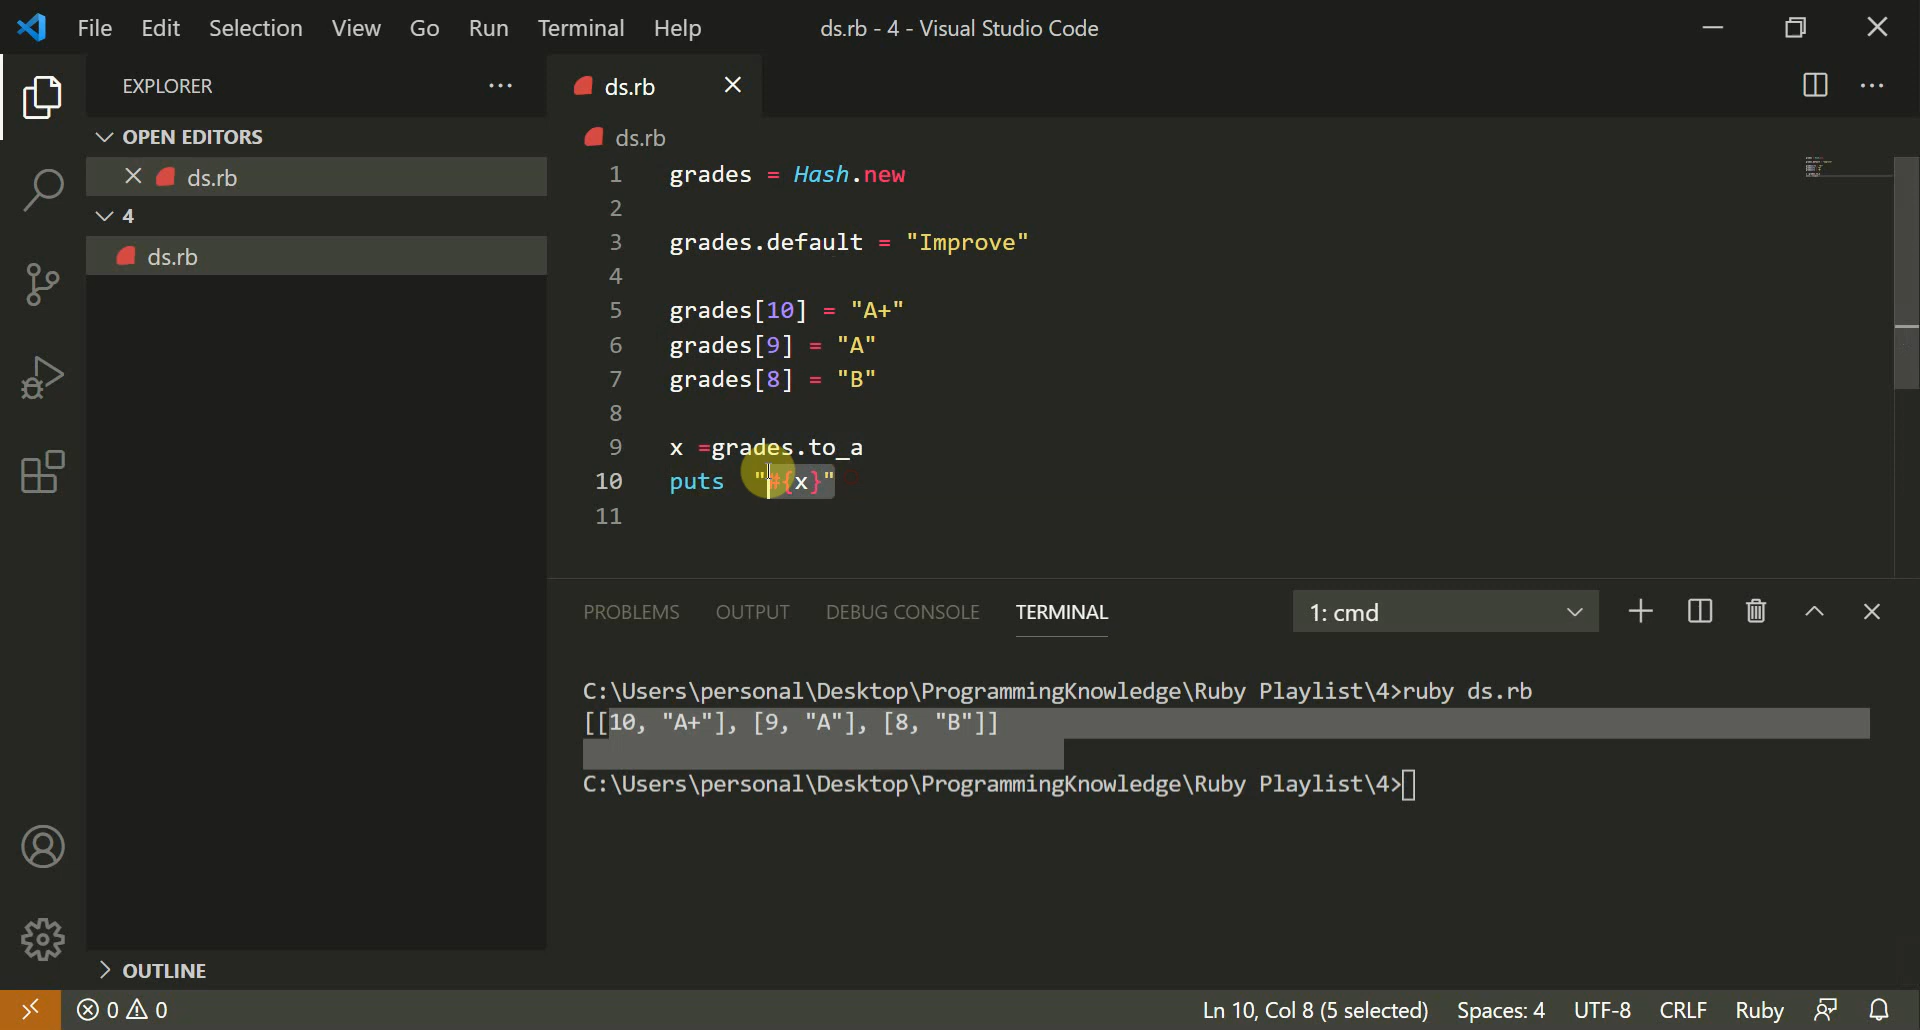 File Edit Selection View Go Run Terminal Help ds.rb - 4 - Visual Studio Code
EXPLORER
ds.rb
OPEN EDITORS
ds.rb
4
ds.rb
ds.rb
1 grades = Hash.new
2
3 grades.default = "Improve"
4
5 grades[10] = "A+"
6 grades[9] = "A"
7 grades[8] = "B"
8
9 x =grades.to_a
10 puts "#{x}"
11
PROBLEMS OUTPUT DEBUG CONSOLE TERMINAL 1: cmd
C:\Users\personal\Desktop\ProgrammingKnowledge\Ruby Playlist\4>ruby ds.rb
[[10, "A+"], [9, "A"], [8, "B"]]
C:\Users\personal\Desktop\ProgrammingKnowledge\Ruby Playlist\4>
OUTLINE
0 0 Ln 10, Col 8 (5 selected) Spaces: 4 UTF-8 CRLF Ruby